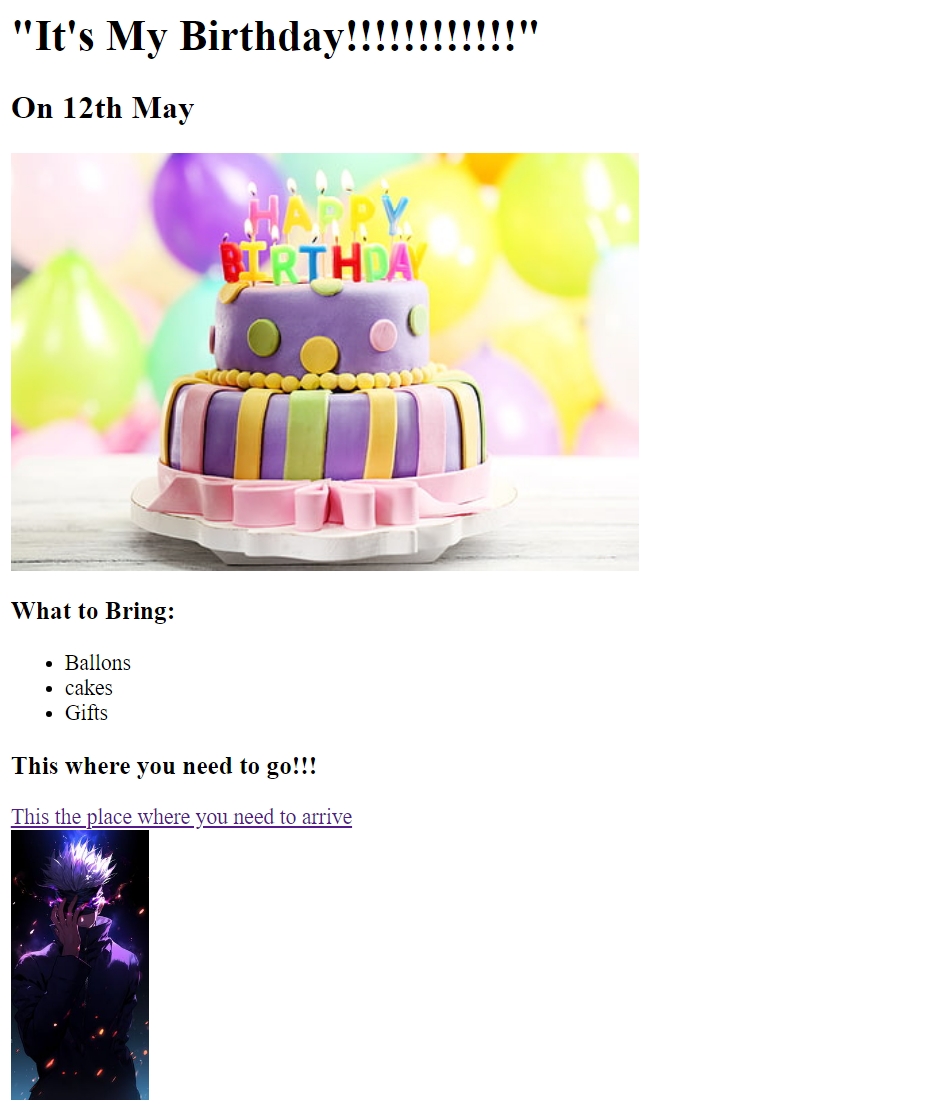 "It's My Birthday!!!!!!!!!!!!"
On 12th May
HAPPY
BIRTHDAY
What to Bring:
Ballons
cakes
Gifts
This where you need to go!!!
This the place where you need to arrive